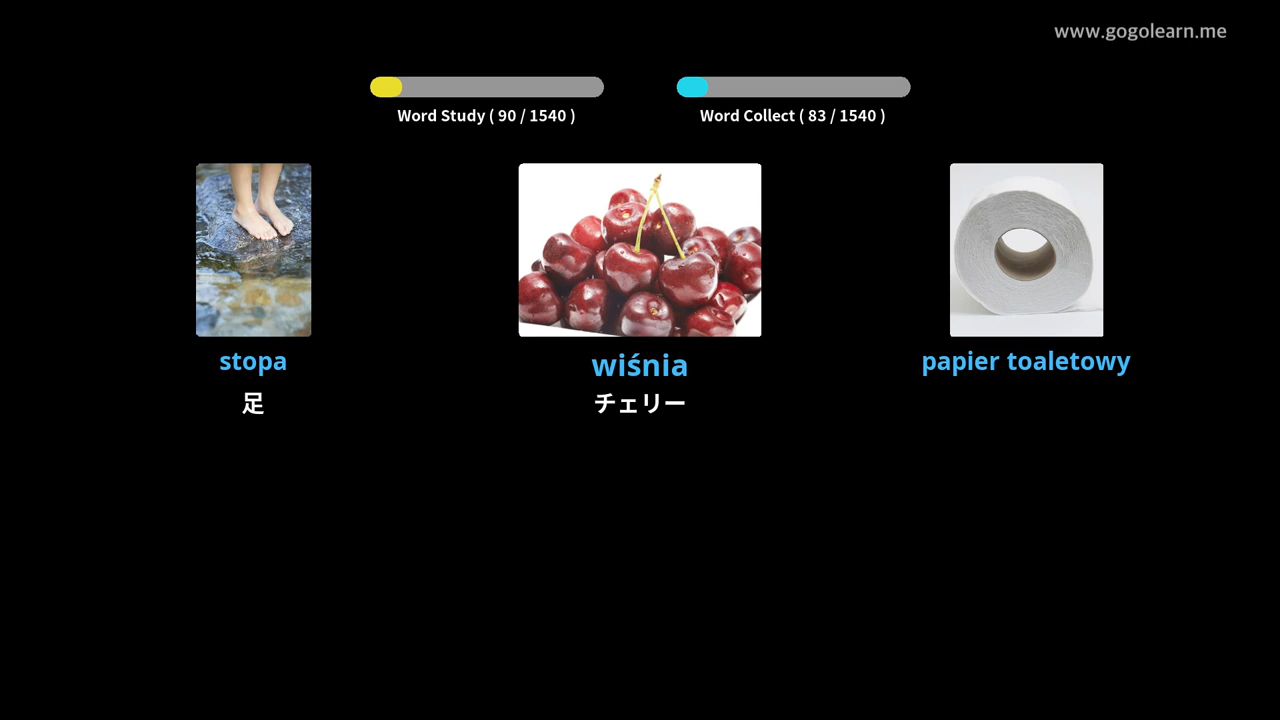 www.gogolearn.me
Word Study ( 90 / 1540 )
Word Collect ( 83 / 1540 )
stopa
足
wiśnia
チェリー
papier toaletowy